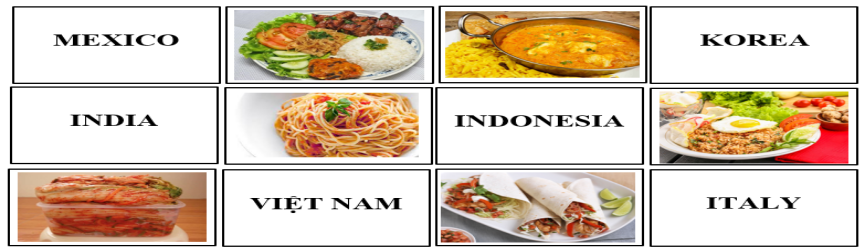 MEXICO
KOREA
INDIA
INDONESIA
VIỆT NAM
ITALY